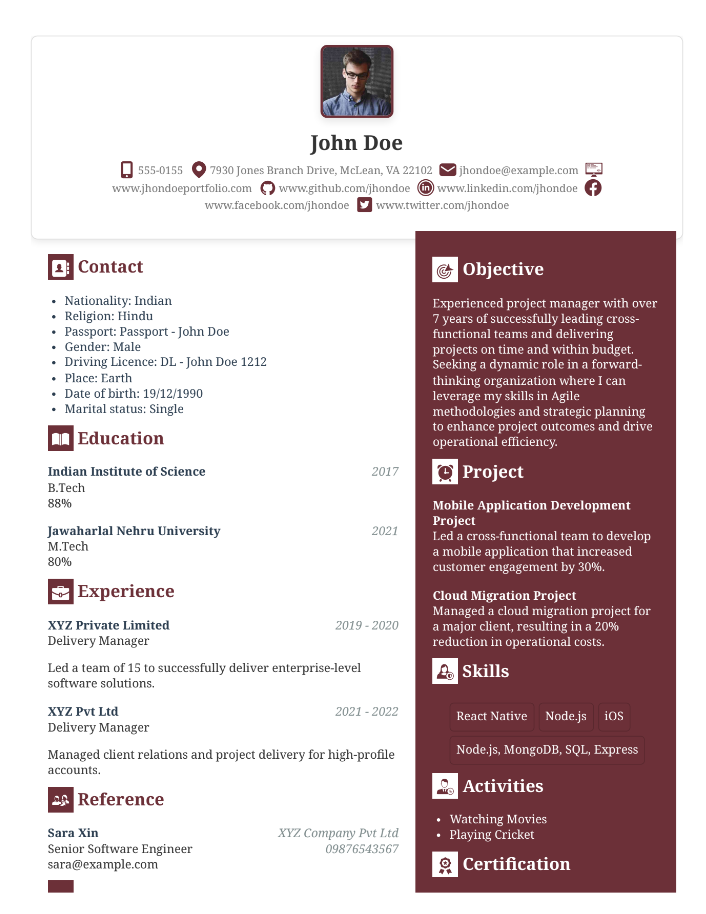 John Doe
555-0155 7930 Jones Branch Drive, McLean, VA 22102 jhondoe@example.com
www.jhondoeportfolio.com www.github.com/jhondoe www.linkedin.com/jhondoe
www.facebook.com/jhondoe www.twitter.com/jhondoe
Contact
• Nationality: Indian
• Religion: Hindu
• Passport: Passport - John Doe
• Gender: Male
• Driving Licence: DL - John Doe 1212
• Place: Earth
• Date of birth: 19/12/1990
• Marital status: Single
Education
Indian Institute of Science 2017
B.Tech
88%
Jawaharlal Nehru University 2021
M.Tech
80%
Experience
XYZ Private Limited 2019 - 2020
Delivery Manager
Led a team of 15 to successfully deliver enterprise-level
software solutions.
XYZ Pvt Ltd 2021 - 2022
Delivery Manager
Managed client relations and project delivery for high-profile
accounts.
Reference
Sara Xin XYZ Company Pvt Ltd
Senior Software Engineer 09876543567
sara@example.com
Objective
Experienced project manager with over
7 years of successfully leading cross-
functional teams and delivering
projects on time and within budget.
Seeking a dynamic role in a forward-
thinking organization where I can
leverage my skills in Agile
methodologies and strategic planning
to enhance project outcomes and drive
operational efficiency.
Project
Mobile Application Development
Project
Led a cross-functional team to develop
a mobile application that increased
customer engagement by 30%.
Cloud Migration Project
Managed a cloud migration project for
a major client, resulting in a 20%
reduction in operational costs.
Skills
React Native Node.js iOS
Node.js, MongoDB, SQL, Express
Activities
• Watching Movies
• Playing Cricket
Certification